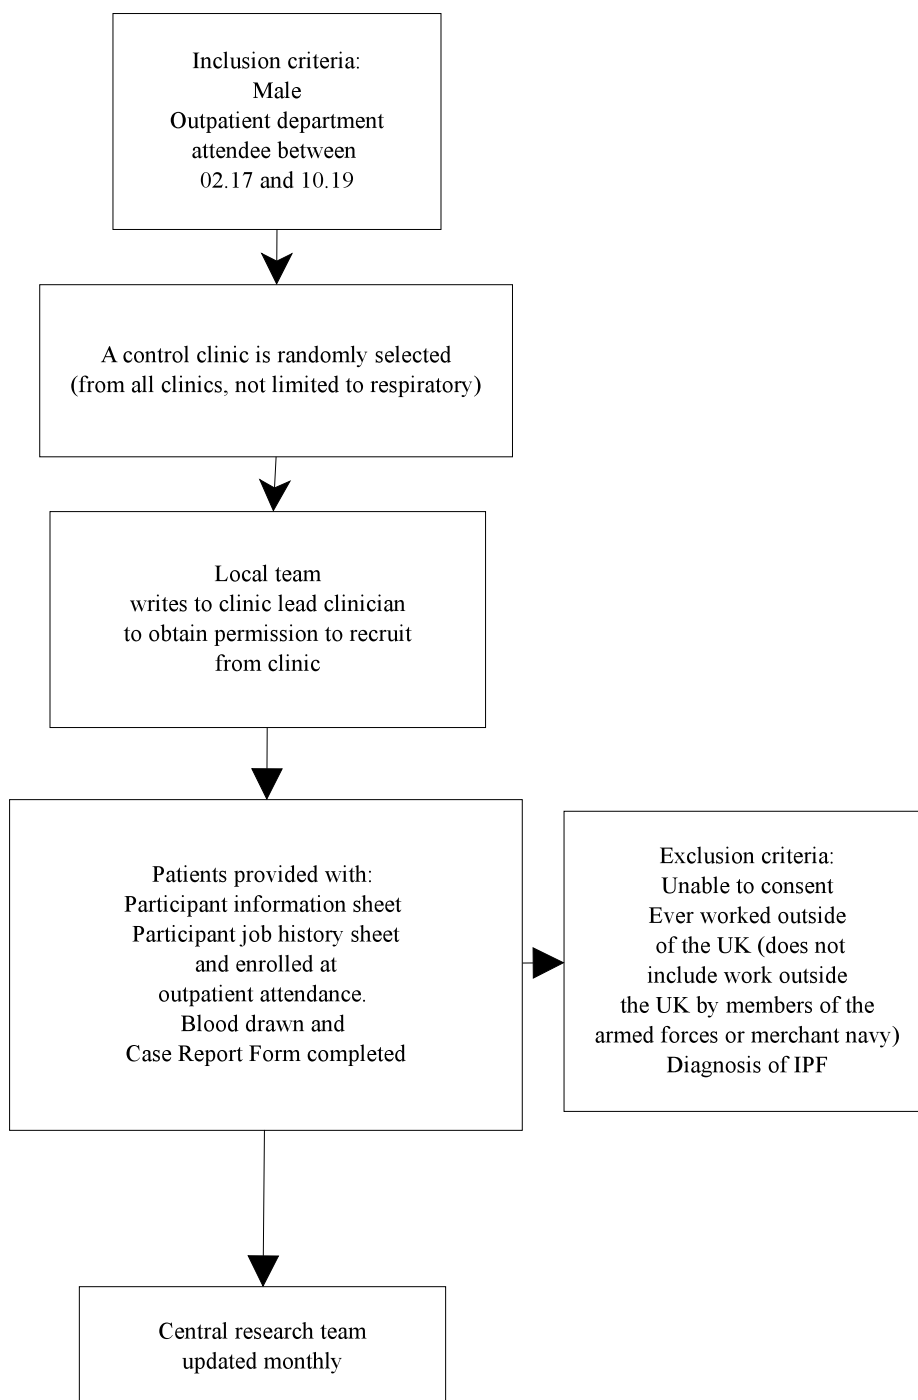 Inclusion criteria:
Male
Outpatient department
attendee between
02.17 and 10.19
A control clinic is randomly selected
(from all clinics, not limited to respiratory)
Local team
writes to clinic lead clinician
to obtain permission to recruit
from clinic
Patients provided with:
Participant information sheet
Participant job history sheet
and enrolled at
outpatient attendance.
Blood drawn and
Case Report Form completed
Exclusion criteria:
Unable to consent
Ever worked outside
of the UK (does not
include work outside
the UK by members of the
armed forces or merchant navy)
Diagnosis of IPF
Central research team
updated monthly